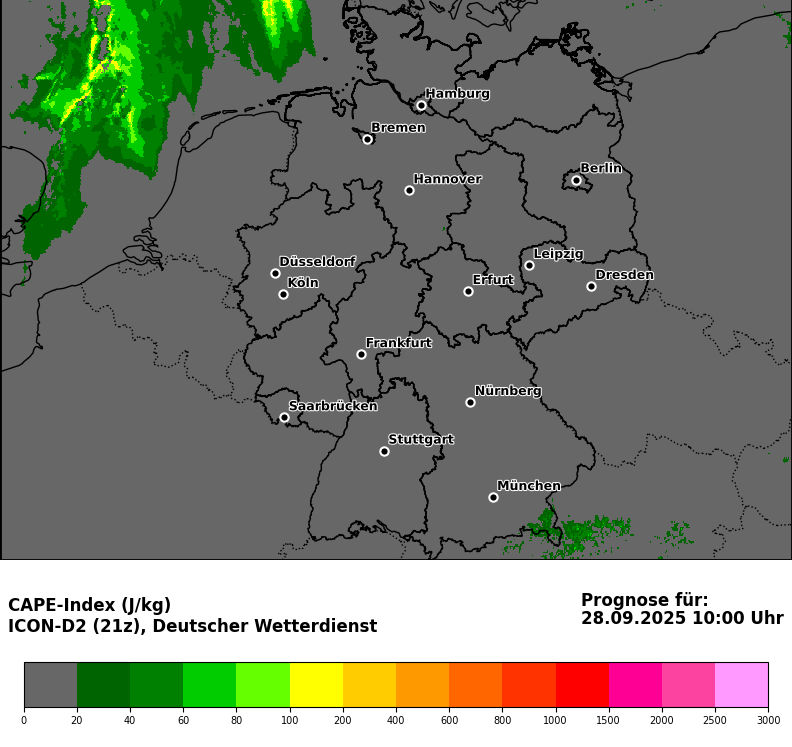 Hamburg
Bremen
Berlin
Hannover
Leipzig
Düsseldorf
Dresden
Köln
Erfurt
Frankfurt
Nürnberg
Saarbrücken
Stuttgart
München
CAPE-Index (J/kg)
ICON-D2 (21z), Deutscher Wetterdienst
Prognose für:
28.09.2025 10:00 Uhr
0 20 40 60 80 100 200 400 600 800 1000 1500 2000 2500 3000